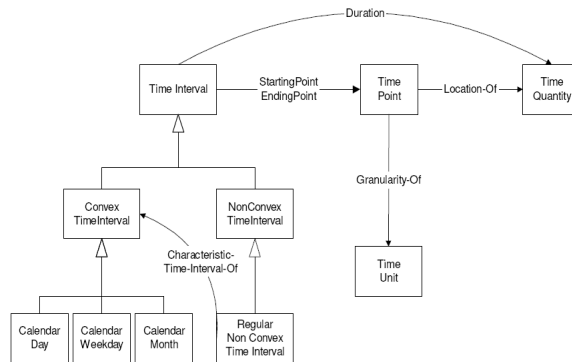 Duration
Time Interval
StartingPoint
EndingPoint
Time
Point
Location-Of
Time
Quantity
Granularity-Of
Convex
TimeInterval
NonConvex
TimeInterval
Characteristic-
Time-Interval-Of
Time
Unit
Calendar
Day
Calendar
Weekday
Calendar
Month
Regular
Non Convex
Time Interval